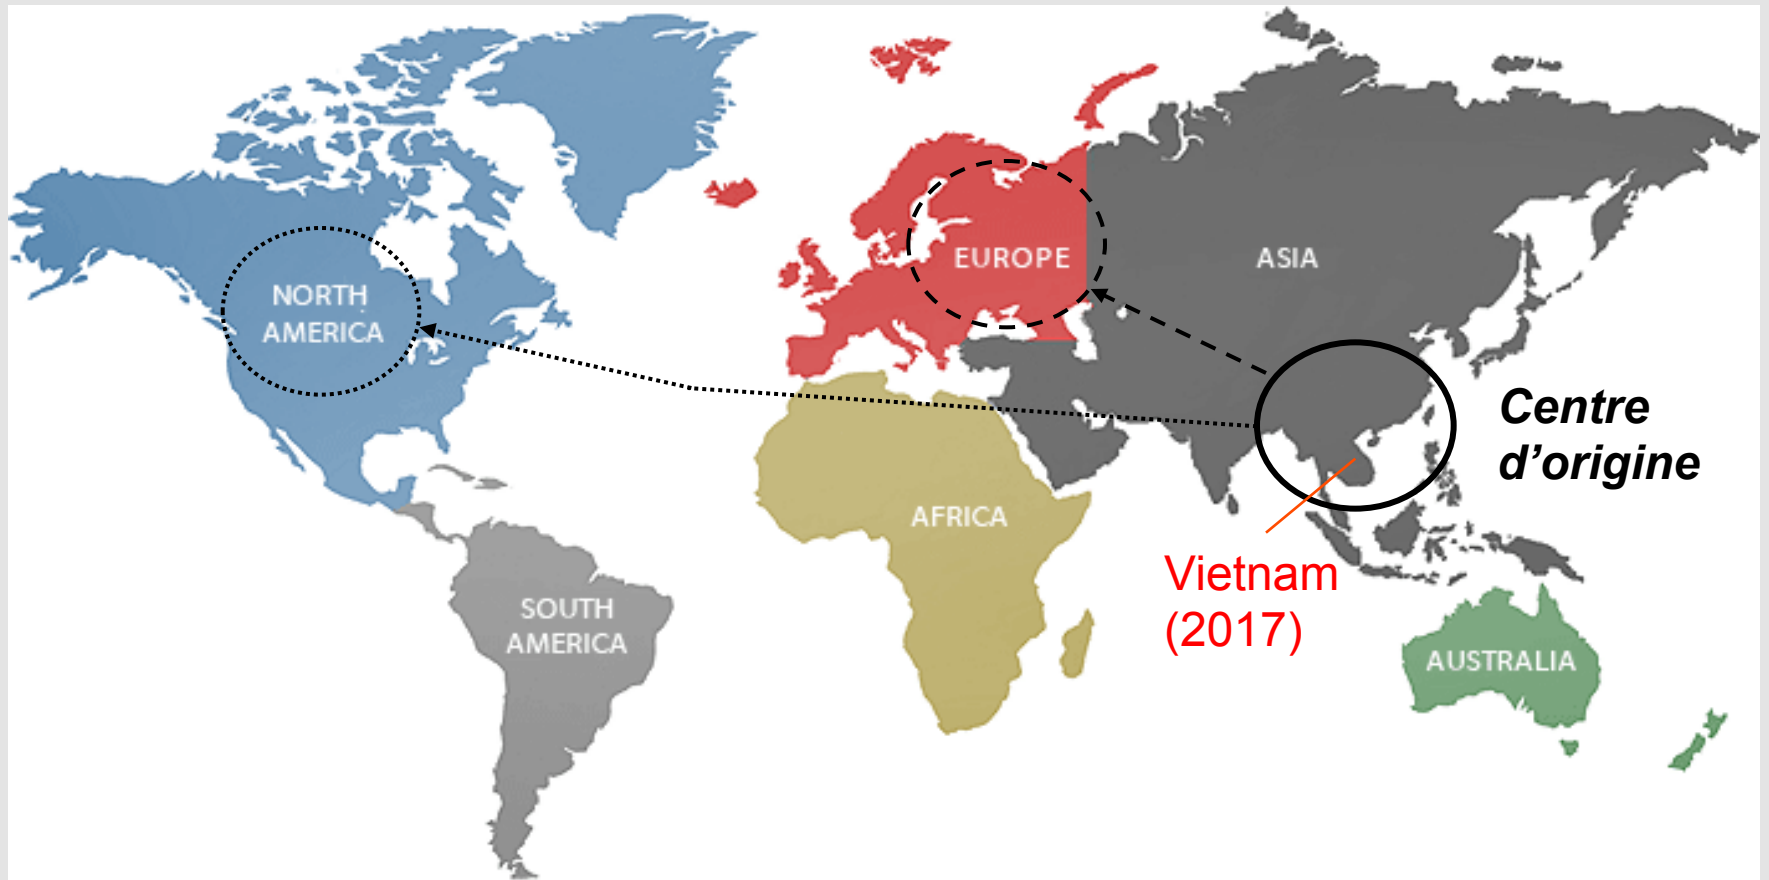 NORTH
AMERICA
EUROPE
ASIA
Centre
d’origine
AFRICA
Vietnam
(2017)
SOUTH
AMERICA
AUSTRALIA